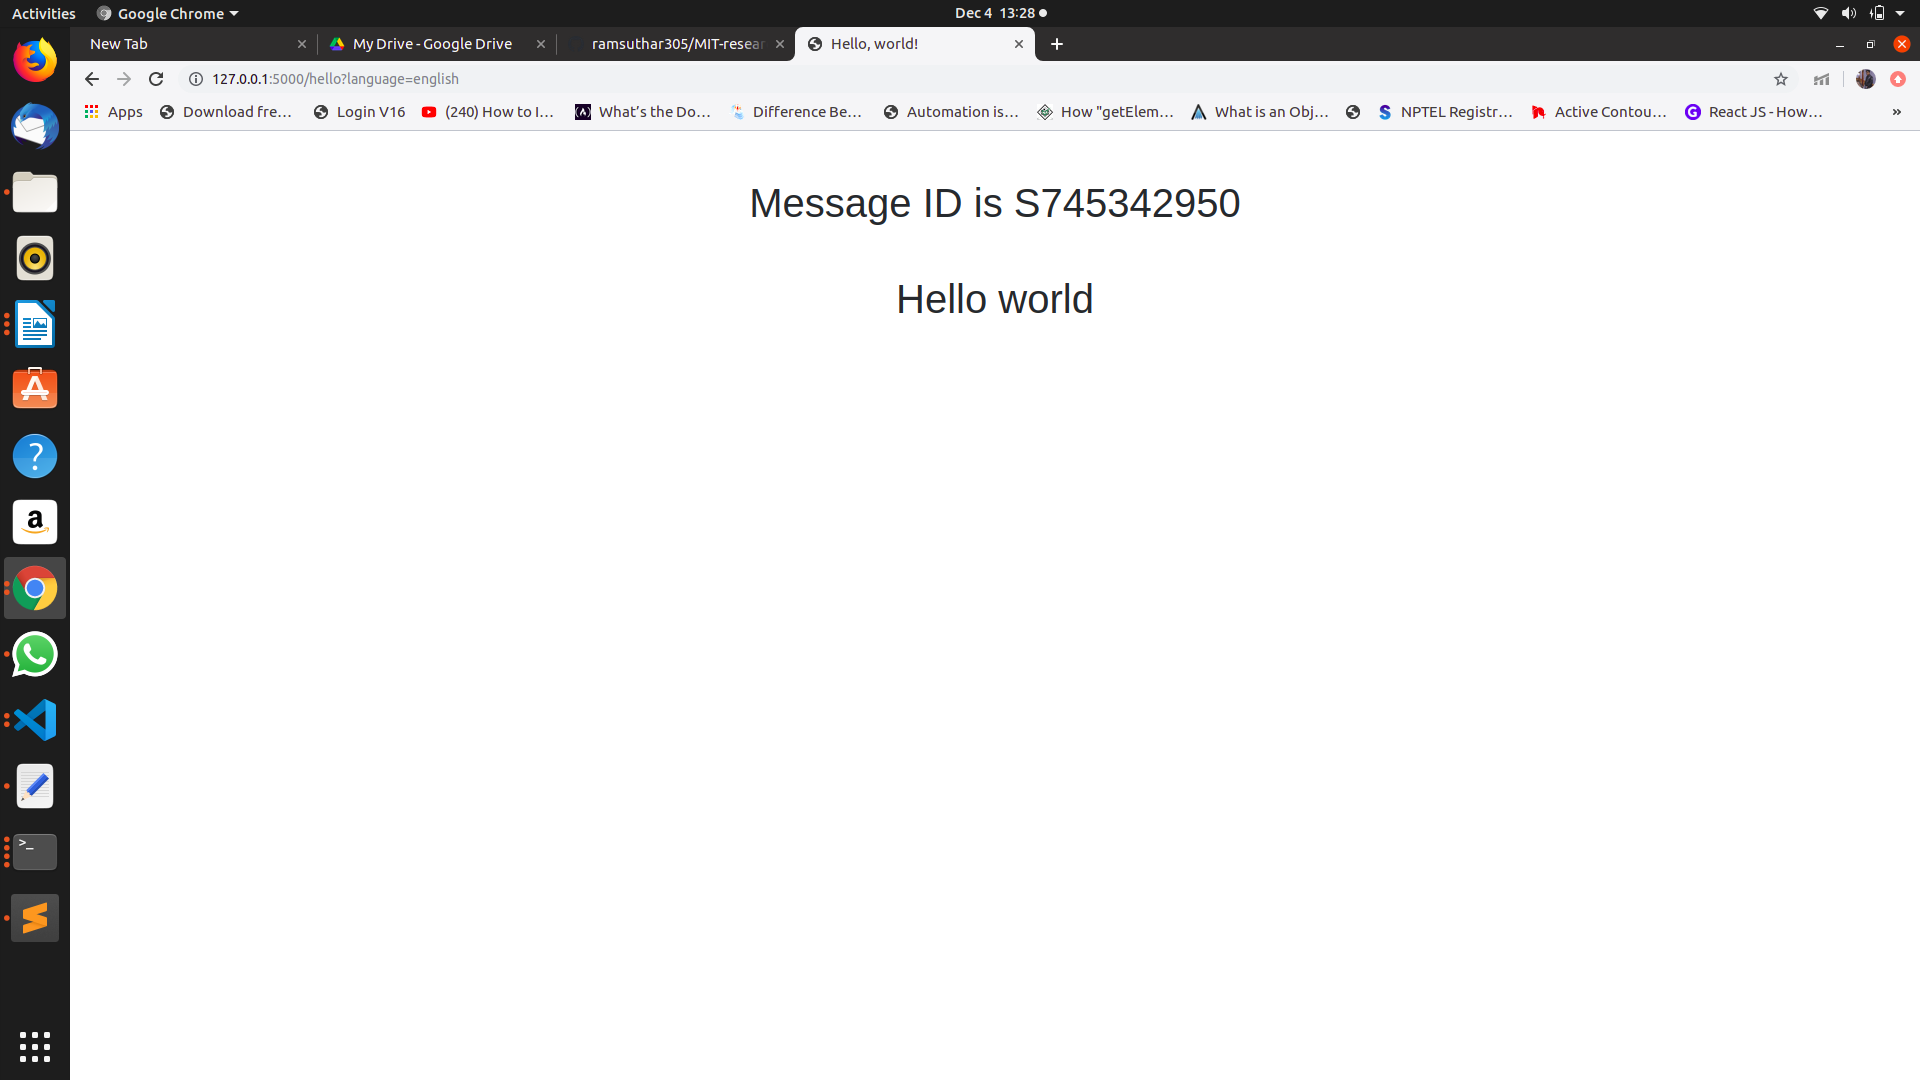 Activities
Google Chrome
Dec 4 13:28
New Tab
My Drive - Google Drive
ramsuthar305/MIT-resear
Hello, world!
127.0.0.1:5000/hello?language=english
Apps
Download fre…
Login V16
(240) How to I…
What’s the Do…
Difference Be…
Automation is…
How "getElem…
What is an Obj…
NPTEL Registr…
Active Contou…
React JS - How…
»
Message ID is S745342950
Hello world